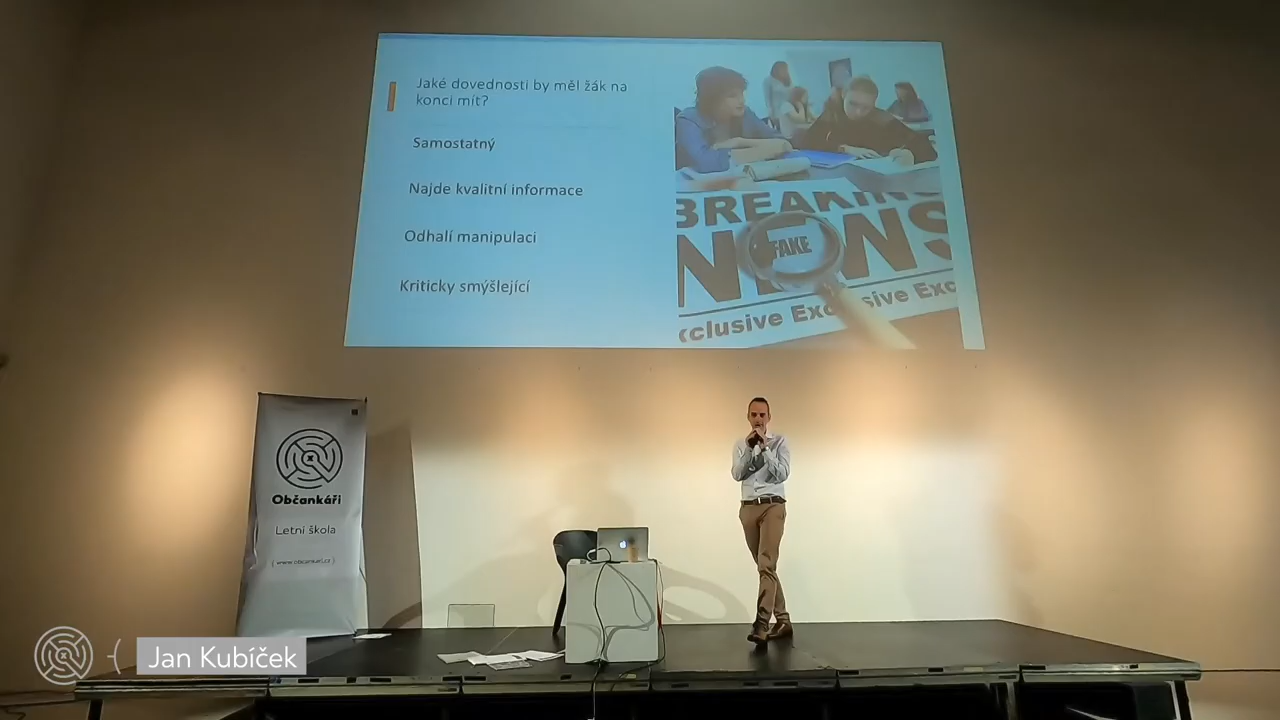 Jaké dovednosti by měl žák na
konci mít?
Samostatný
Najde kvalitní informace
Odhalí manipulaci
Kriticky smýšlející
BREAKING
NEWS
FAKE
xclusive Exclusive Exc
Občankáři
Letní škola
( www.obcankari.cz )
Jan Kubíček